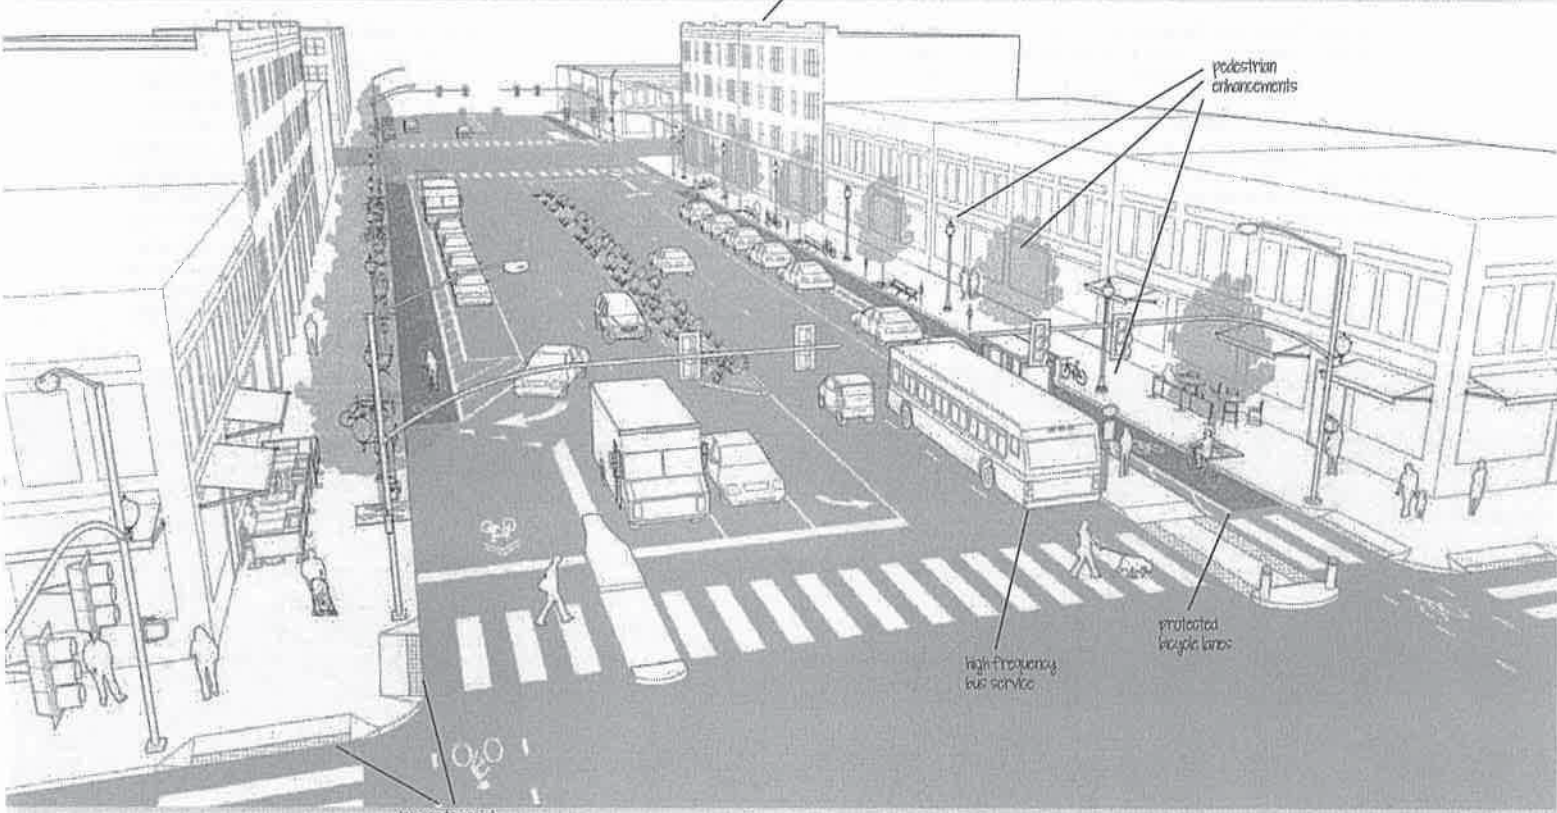 pedestrian
enhancements
protected
bicycle lanes
high-frequency
bus service